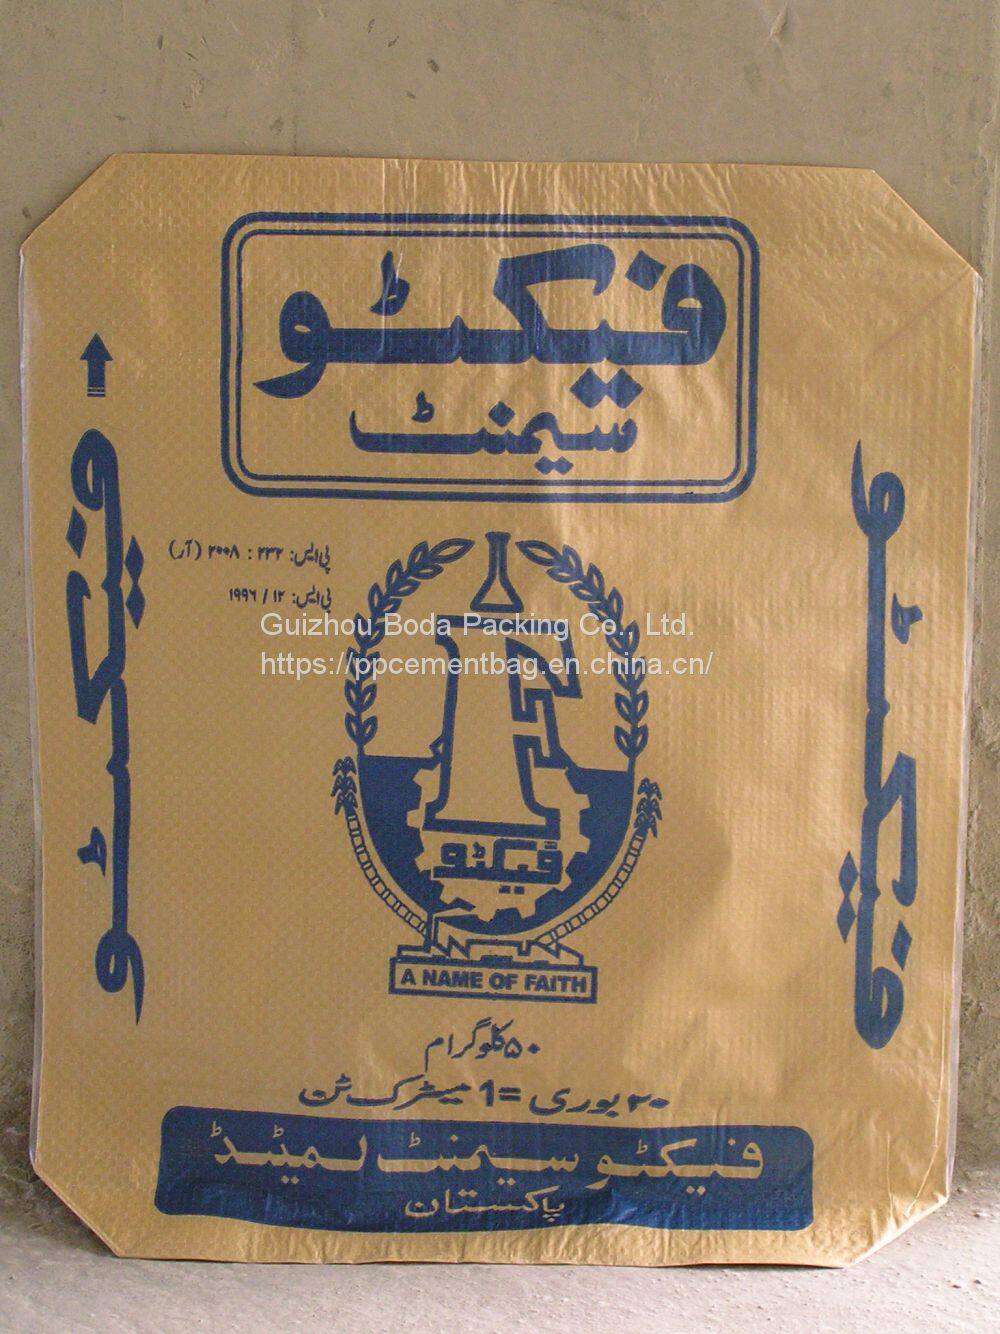 فیکٹو
سیمنٹ
فیکٹو
فیکٹو
پی ایس: ۲۳۲ : ۲۰۰۸ (آر)
پی ایس: ۱۲ / ۱۹۹۶
Guizhou Boda Packing Co., Ltd.
https://ppcementbag.en.china.cn/
فیکٹو
A NAME OF FAITH
۵۰ کلوگرام
۲۰ بوری =1 میٹرک ٹن
فیکٹو سیمنٹ لمیٹڈ
پاکستان